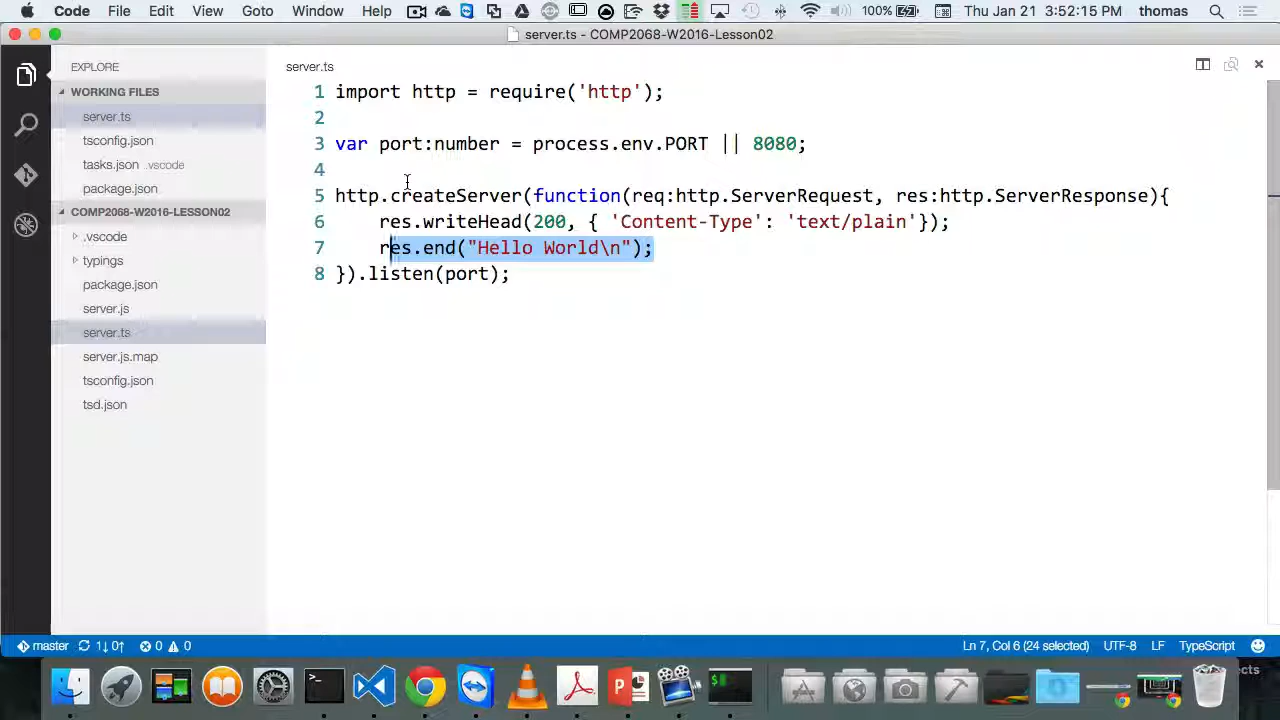 Code File Edit View Goto Window Help 100% Thu Jan 21 3:52:15 PM thomas
server.ts - COMP2068-W2016-Lesson02
EXPLORE
WORKING FILES
server.ts
tsconfig.json
tasks.json .vscode
package.json
COMP2068-W2016-LESSON02
.vscode
typings
package.json
server.js
server.ts
server.js.map
tsconfig.json
tsd.json
server.ts
1 import http = require('http');
2
3 var port:number = process.env.PORT || 8080;
4
5 http.createServer(function(req:http.ServerRequest, res:http.ServerResponse){
6 res.writeHead(200, { 'Content-Type': 'text/plain'});
7 res.end("Hello World\n");
8 }).listen(port);
master 1↓ 0↑ 0 0 Ln 7, Col 6 (24 selected) UTF-8 LF TypeScript